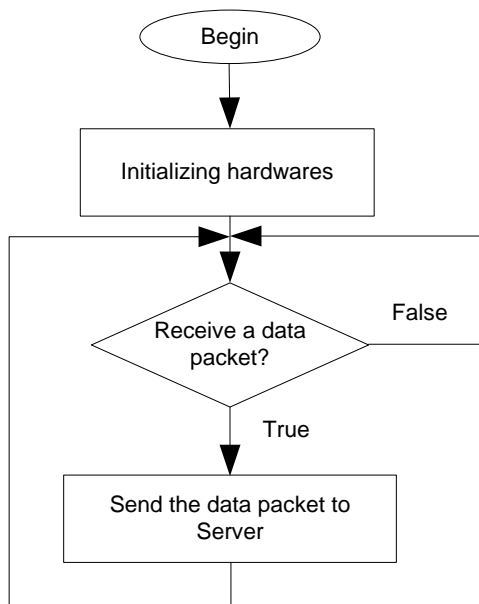 Begin
Initializing hardwares
Receive a data
packet?
False
True
Send the data packet to
Server